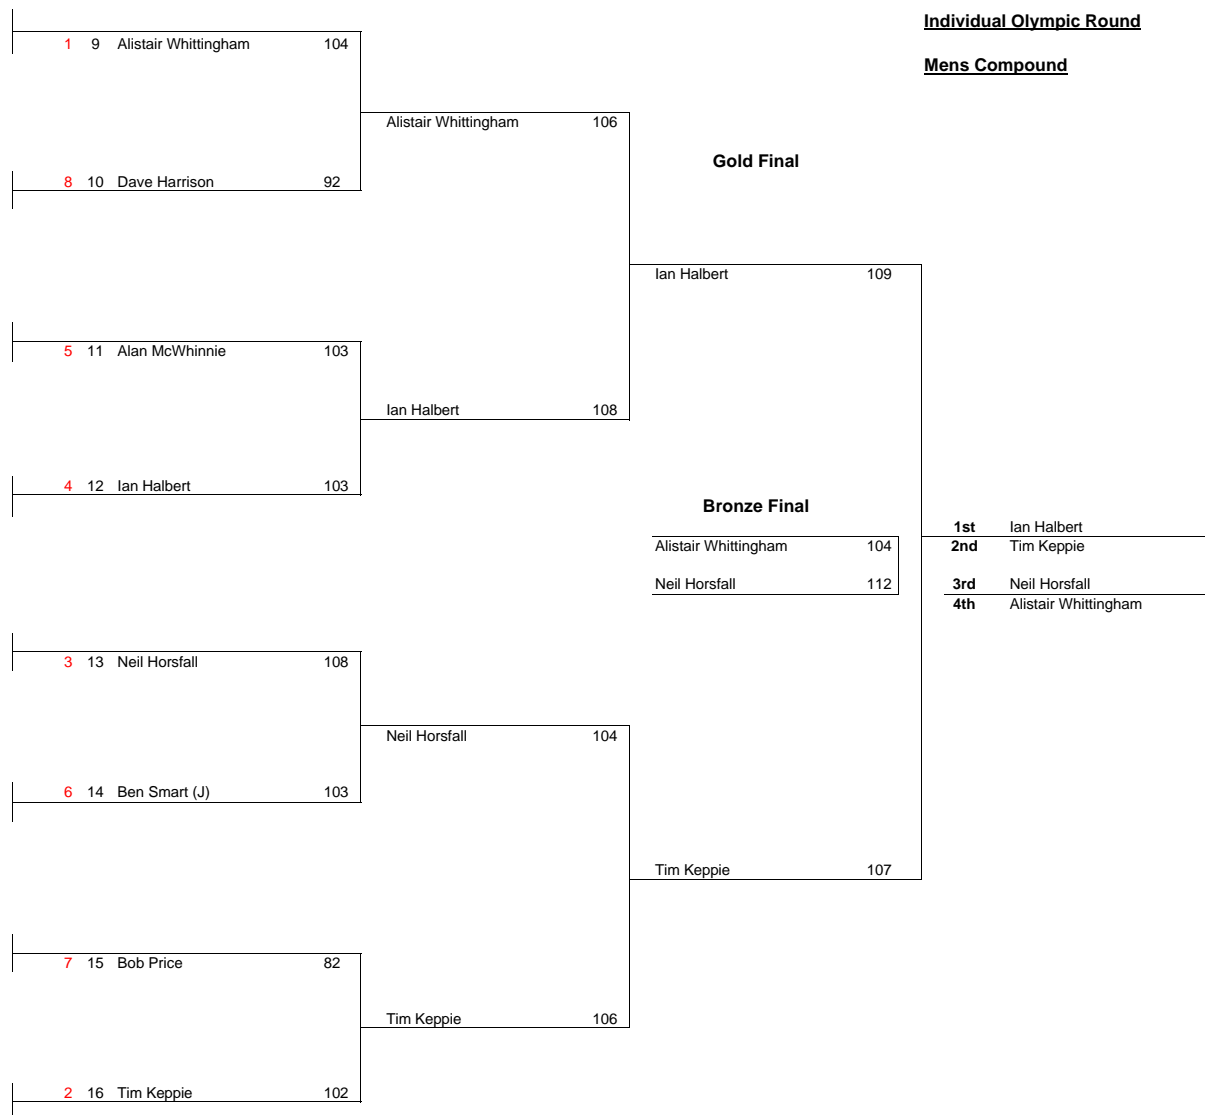 Individual Olympic Round
1 9 Alistair Whittingham 104
Mens Compound
Alistair Whittingham 106
Gold Final
8 10 Dave Harrison 92
Ian Halbert 109
5 11 Alan McWhinnie 103
Ian Halbert 108
4 12 Ian Halbert 103
Bronze Final
1st Ian Halbert
Alistair Whittingham 104
2nd Tim Keppie
Neil Horsfall 112
3rd Neil Horsfall
4th Alistair Whittingham
3 13 Neil Horsfall 108
Neil Horsfall 104
6 14 Ben Smart (J) 103
Tim Keppie 107
7 15 Bob Price 82
Tim Keppie 106
2 16 Tim Keppie 102